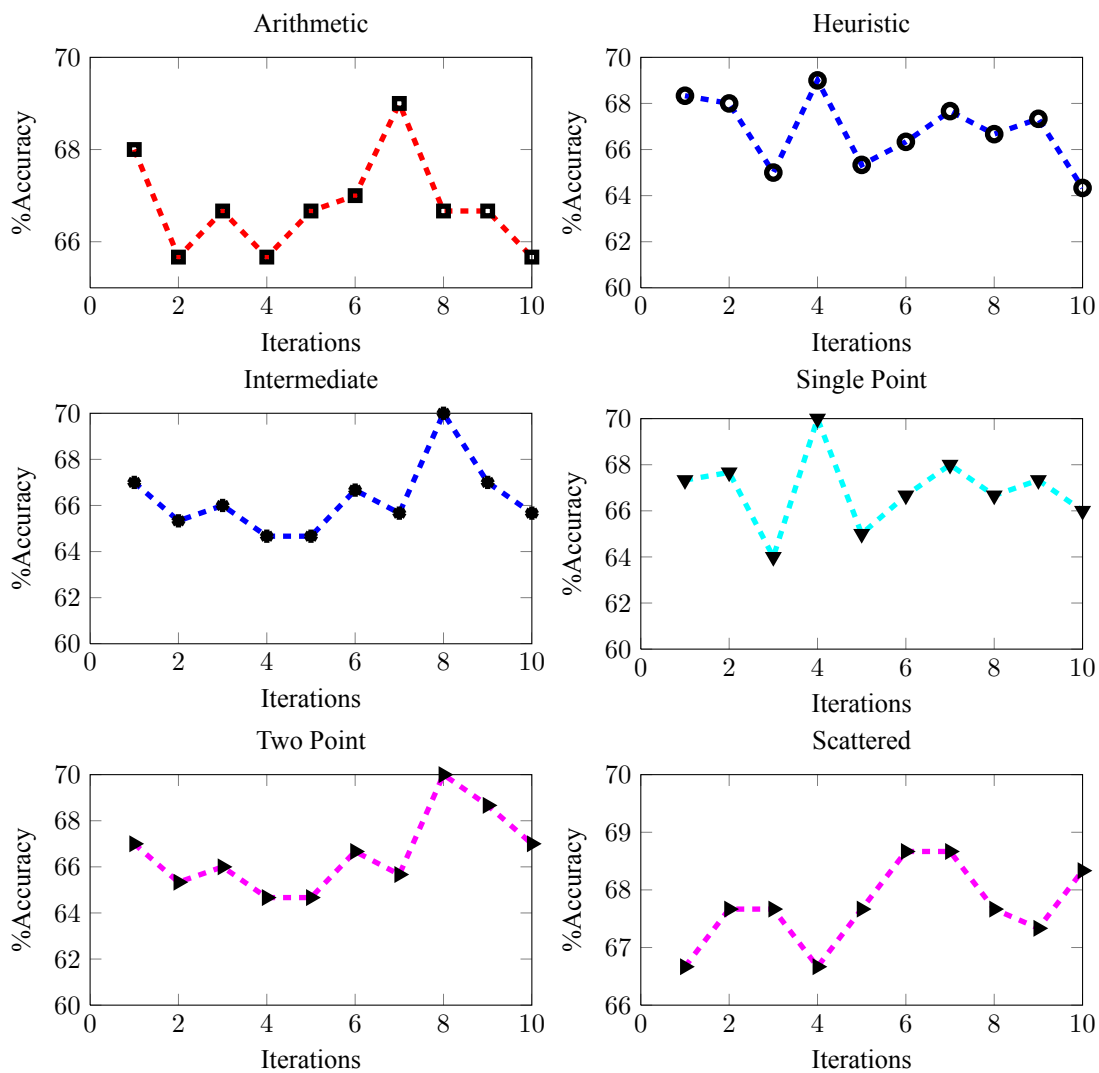 Arithmetic
70
68
66
%Accuracy
0 2 4 6 8 10
Iterations
Heuristic
70
68
66
64
62
60
%Accuracy
0 2 4 6 8 10
Iterations
Intermediate
70
68
66
64
62
60
%Accuracy
0 2 4 6 8 10
Iterations
Single Point
70
68
66
64
62
60
%Accuracy
0 2 4 6 8 10
Iterations
Two Point
70
68
66
64
62
60
%Accuracy
0 2 4 6 8 10
Iterations
Scattered
70
69
68
67
66
%Accuracy
0 2 4 6 8 10
Iterations